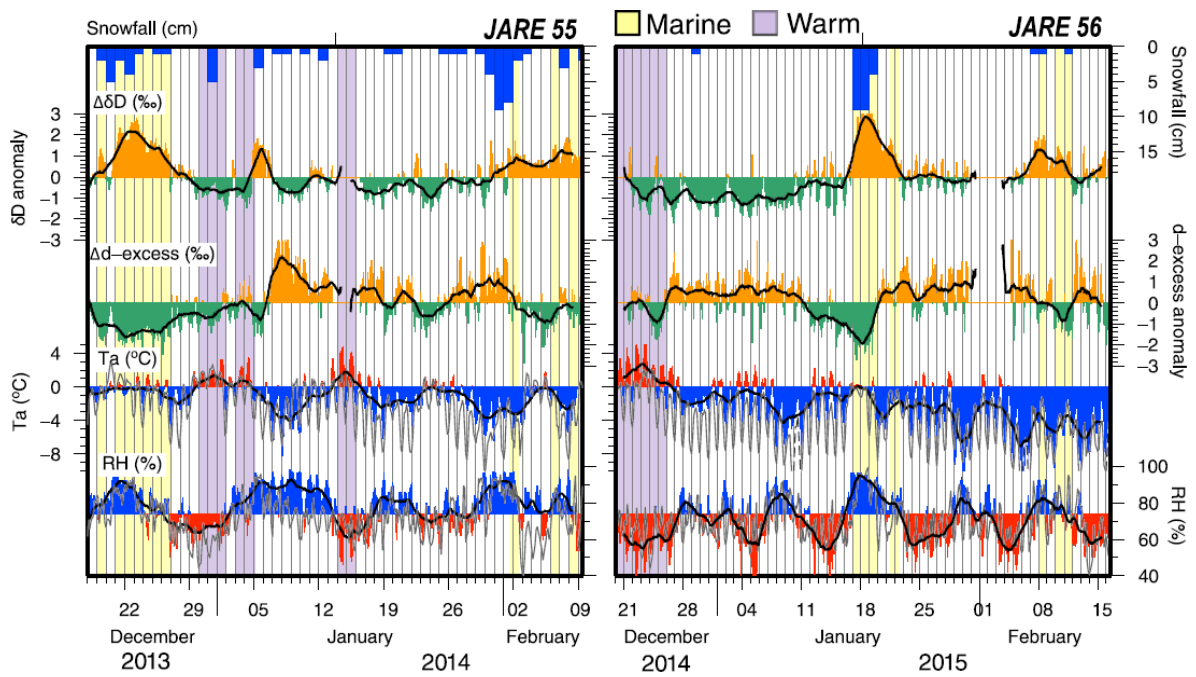 Snowfall (cm)
JARE 55
Marine
Warm
JARE 56
ΔδD (‰)
3
2
1
0
−1
−2
−3
δD anomaly
0
5
10
15
Snowfall (cm)
Δd−excess (‰)
3
2
1
0
−1
−2
−3
d−excess anomaly
Ta (°C)
4
0
−4
−8
Ta (°C)
RH (%)
100
80
60
40
RH (%)
22 29 05 12 19 26 02 09
December January February
2013 2014
21 28 04 11 18 25 01 08 15
December January February
2014 2015